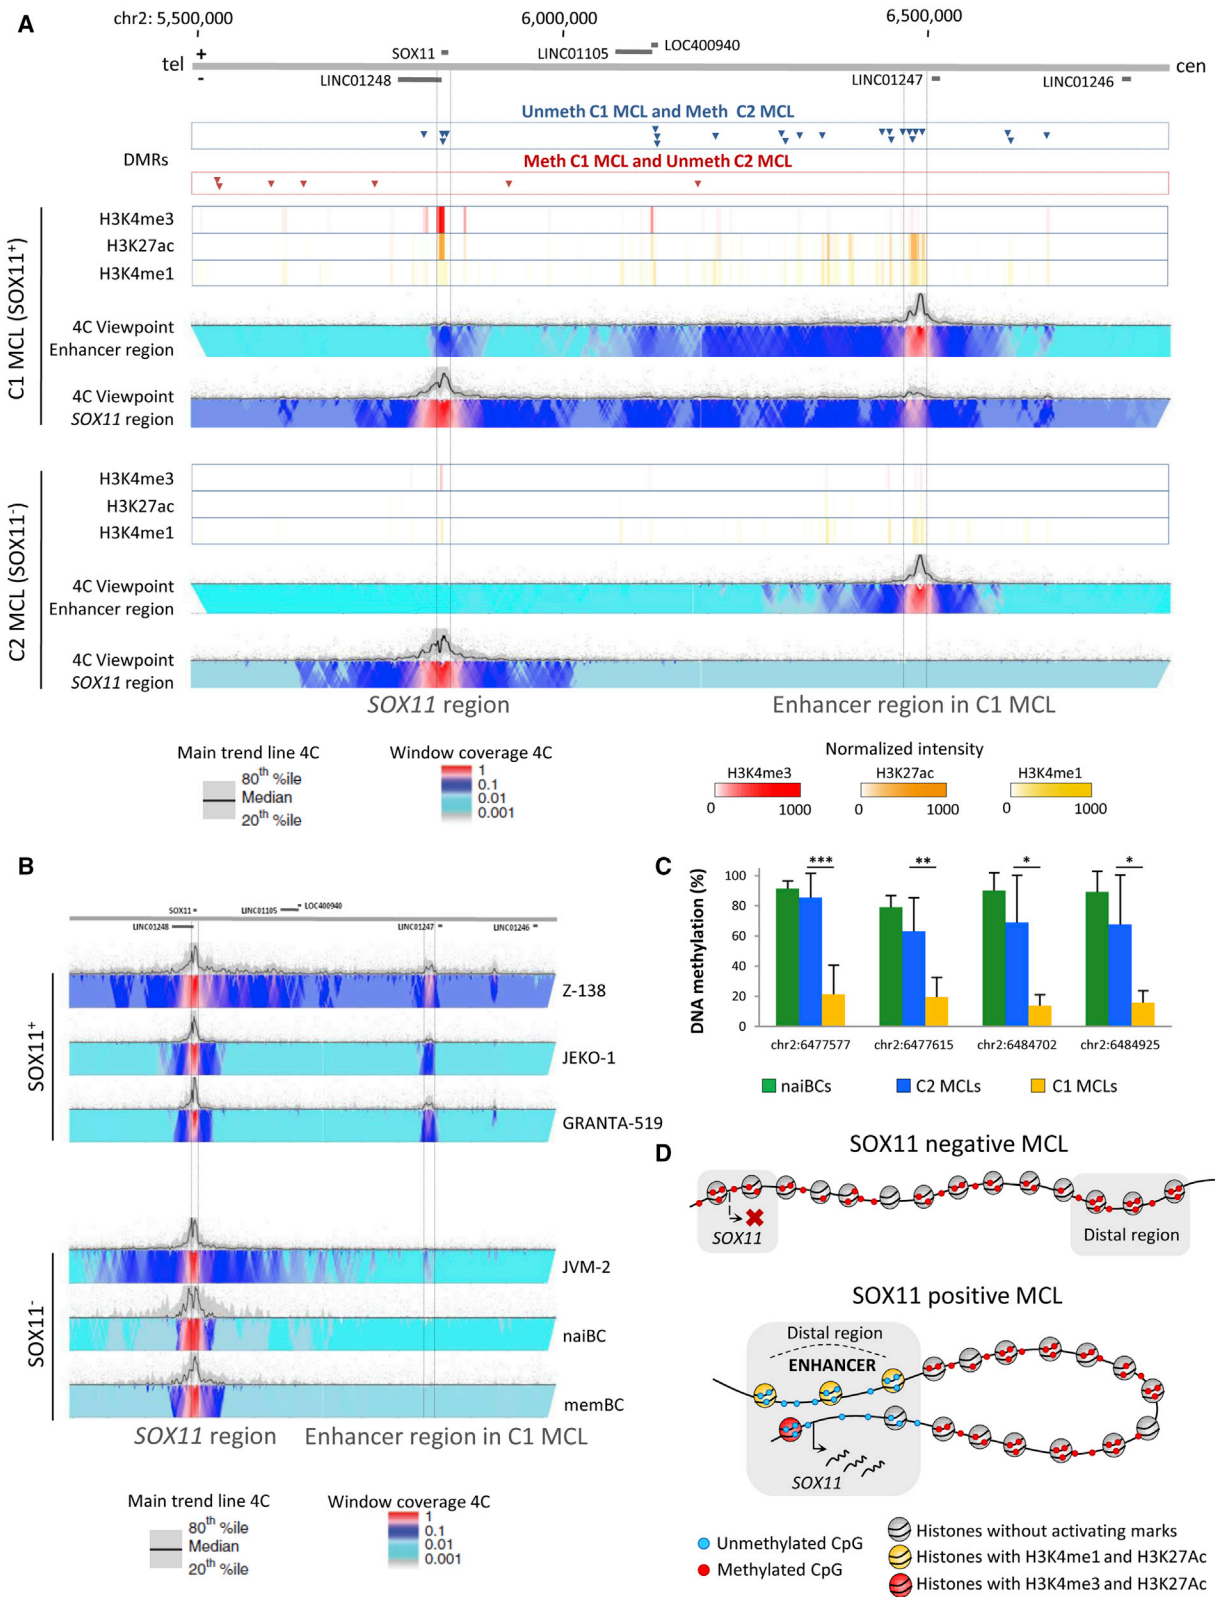 A
chr2: 5,500,000
6,000,000
6,500,000
SOX11
LINC01105
LOC400940
+
tel
cen
-
LINC01248
LINC01247
LINC01246
Unmeth C1 MCL and Meth C2 MCL
DMRs
Meth C1 MCL and Unmeth C2 MCL
C1 MCL (SOX11+)
H3K4me3
H3K27ac
H3K4me1
4C Viewpoint
Enhancer region
4C Viewpoint
SOX11 region
C2 MCL (SOX11-)
H3K4me3
H3K27ac
H3K4me1
4C Viewpoint
Enhancer region
4C Viewpoint
SOX11 region
SOX11 region
Enhancer region in C1 MCL
Main trend line 4C
80th %ile
Median
20th %ile
Window coverage 4C
1
0.1
0.01
0.001
Normalized intensity
H3K4me3
0 1000
H3K27ac
0 1000
H3K4me1
0 1000
B
SOX11
LINC01105
LOC400940
LINC01248
LINC01247
LINC01246
SOX11+
Z-138
JEKO-1
GRANTA-519
SOX11-
JVM-2
naiBC
memBC
SOX11 region
Enhancer region in C1 MCL
Main trend line 4C
80th %ile
Median
20th %ile
Window coverage 4C
1
0.1
0.01
0.001
C
DNA methylation (%)
100
80
60
40
20
0
***
**
*
*
chr2:6477577
chr2:6477615
chr2:6484702
chr2:6484925
naiBCs
C2 MCLs
C1 MCLs
D
SOX11 negative MCL
SOX11
Distal region
SOX11 positive MCL
Distal region
ENHANCER
SOX11
Unmethylated CpG
Methylated CpG
Histones without activating marks
Histones with H3K4me1 and H3K27Ac
Histones with H3K4me3 and H3K27Ac